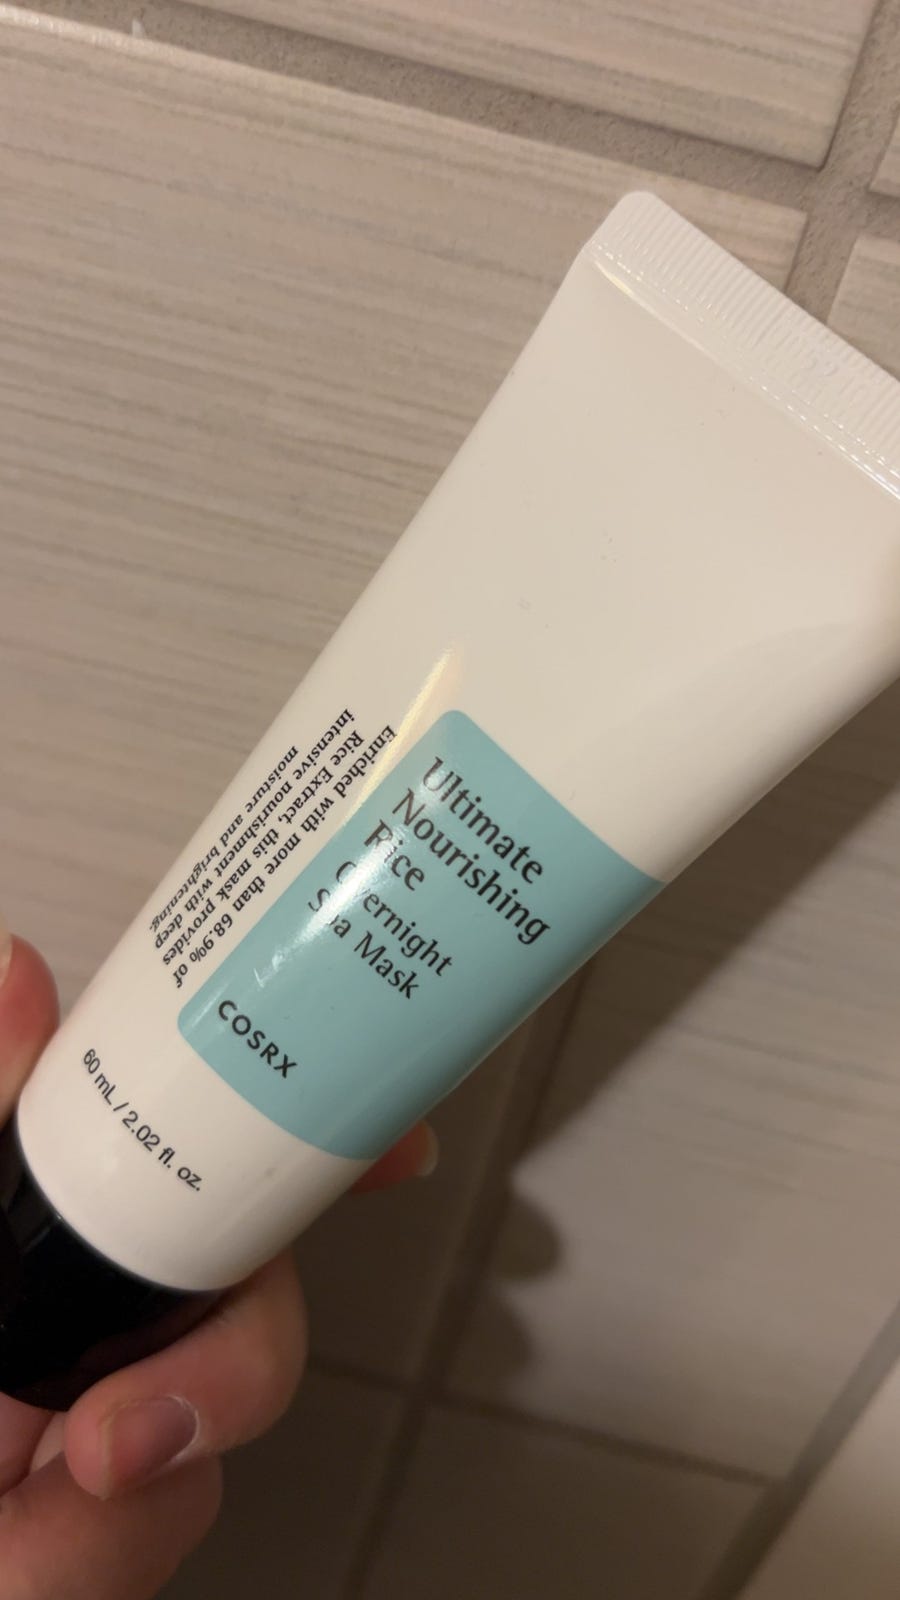 Ultimate
Nourishing
Rice
Overnight
Spa Mask
COSRX
Enriched with more than 68.9% of
Rice Extract, this mask provides
intensive nourishment with deep
moisture and brightening.
60 mL / 2.02 fl. oz.